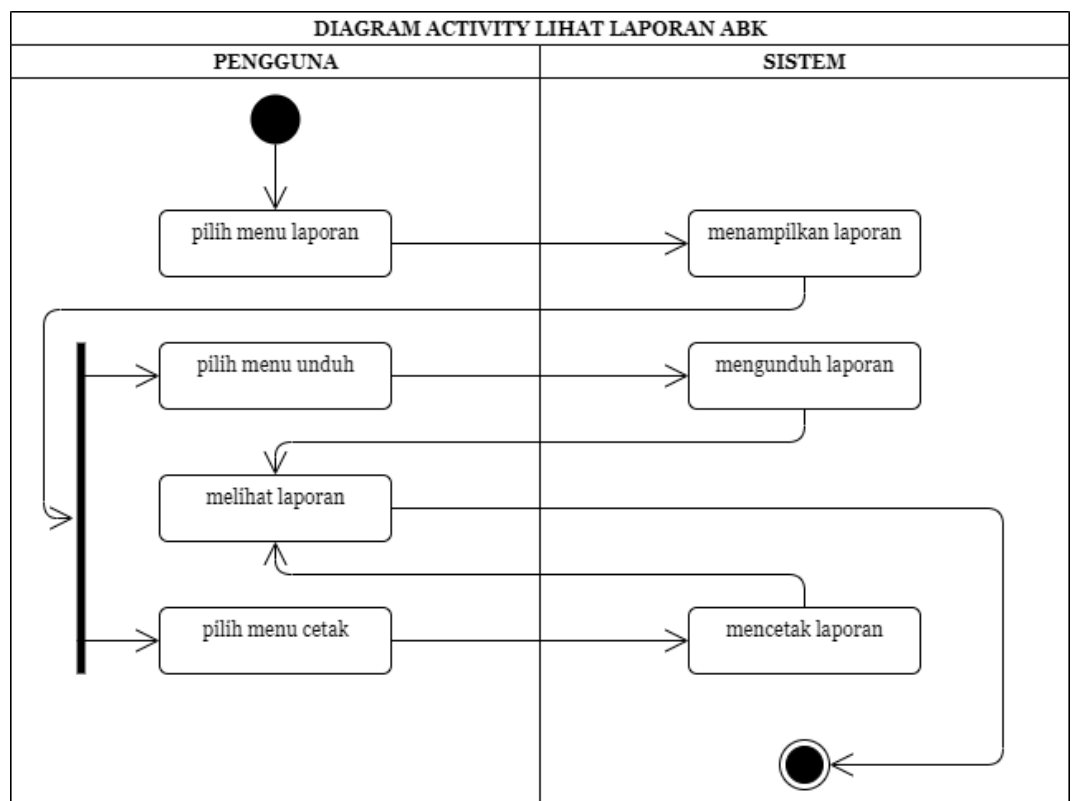 DIAGRAM ACTIVITY LIHAT LAPORAN ABK
PENGGUNA
SISTEM
pilih menu laporan
menampilkan laporan
pilih menu unduh
mengunduh laporan
melihat laporan
pilih menu cetak
mencetak laporan